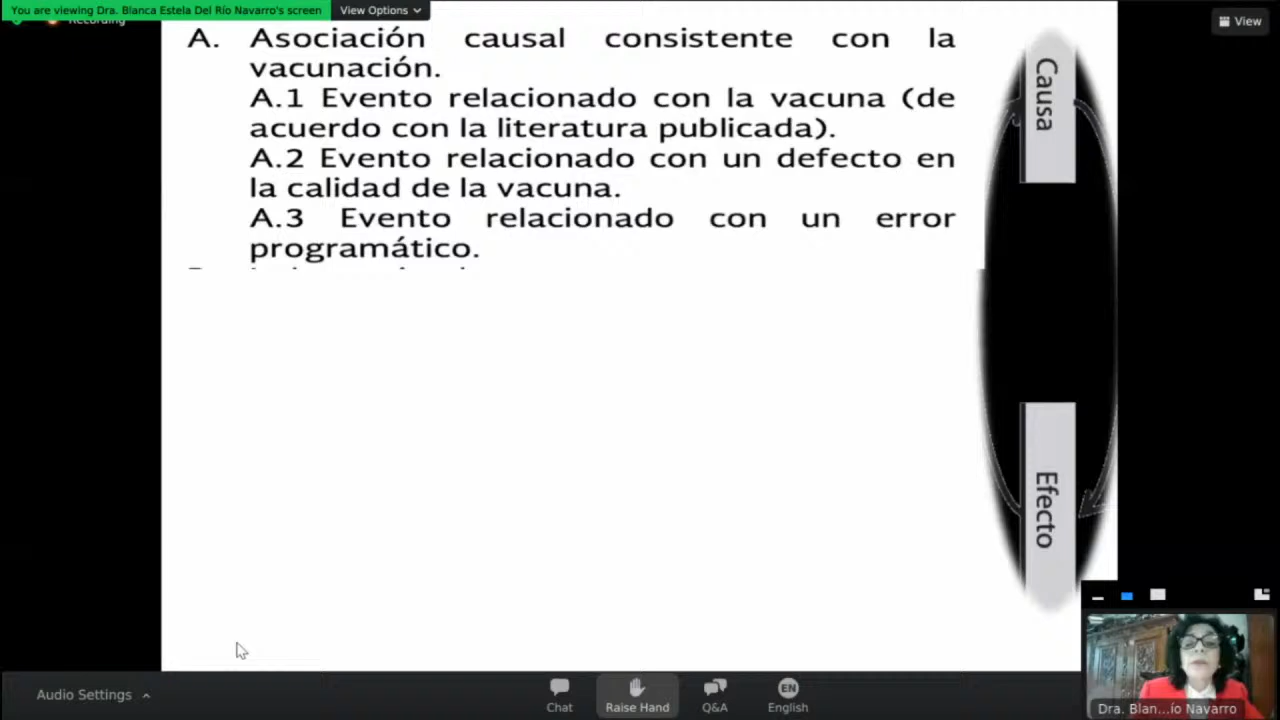 You are viewing Dra. Blanca Estela Del Río Navarro's screen
View Options
Recording
View
A. Asociación causal consistente con la
vacunación.
A.1 Evento relacionado con la vacuna (de
acuerdo con la literatura publicada).
A.2 Evento relacionado con un defecto en
la calidad de la vacuna.
A.3 Evento relacionado con un error
programático.
Causa
Efecto
Audio Settings
Chat
Raise Hand
Q&A
EN
English
Dra. Blan...ío Navarro